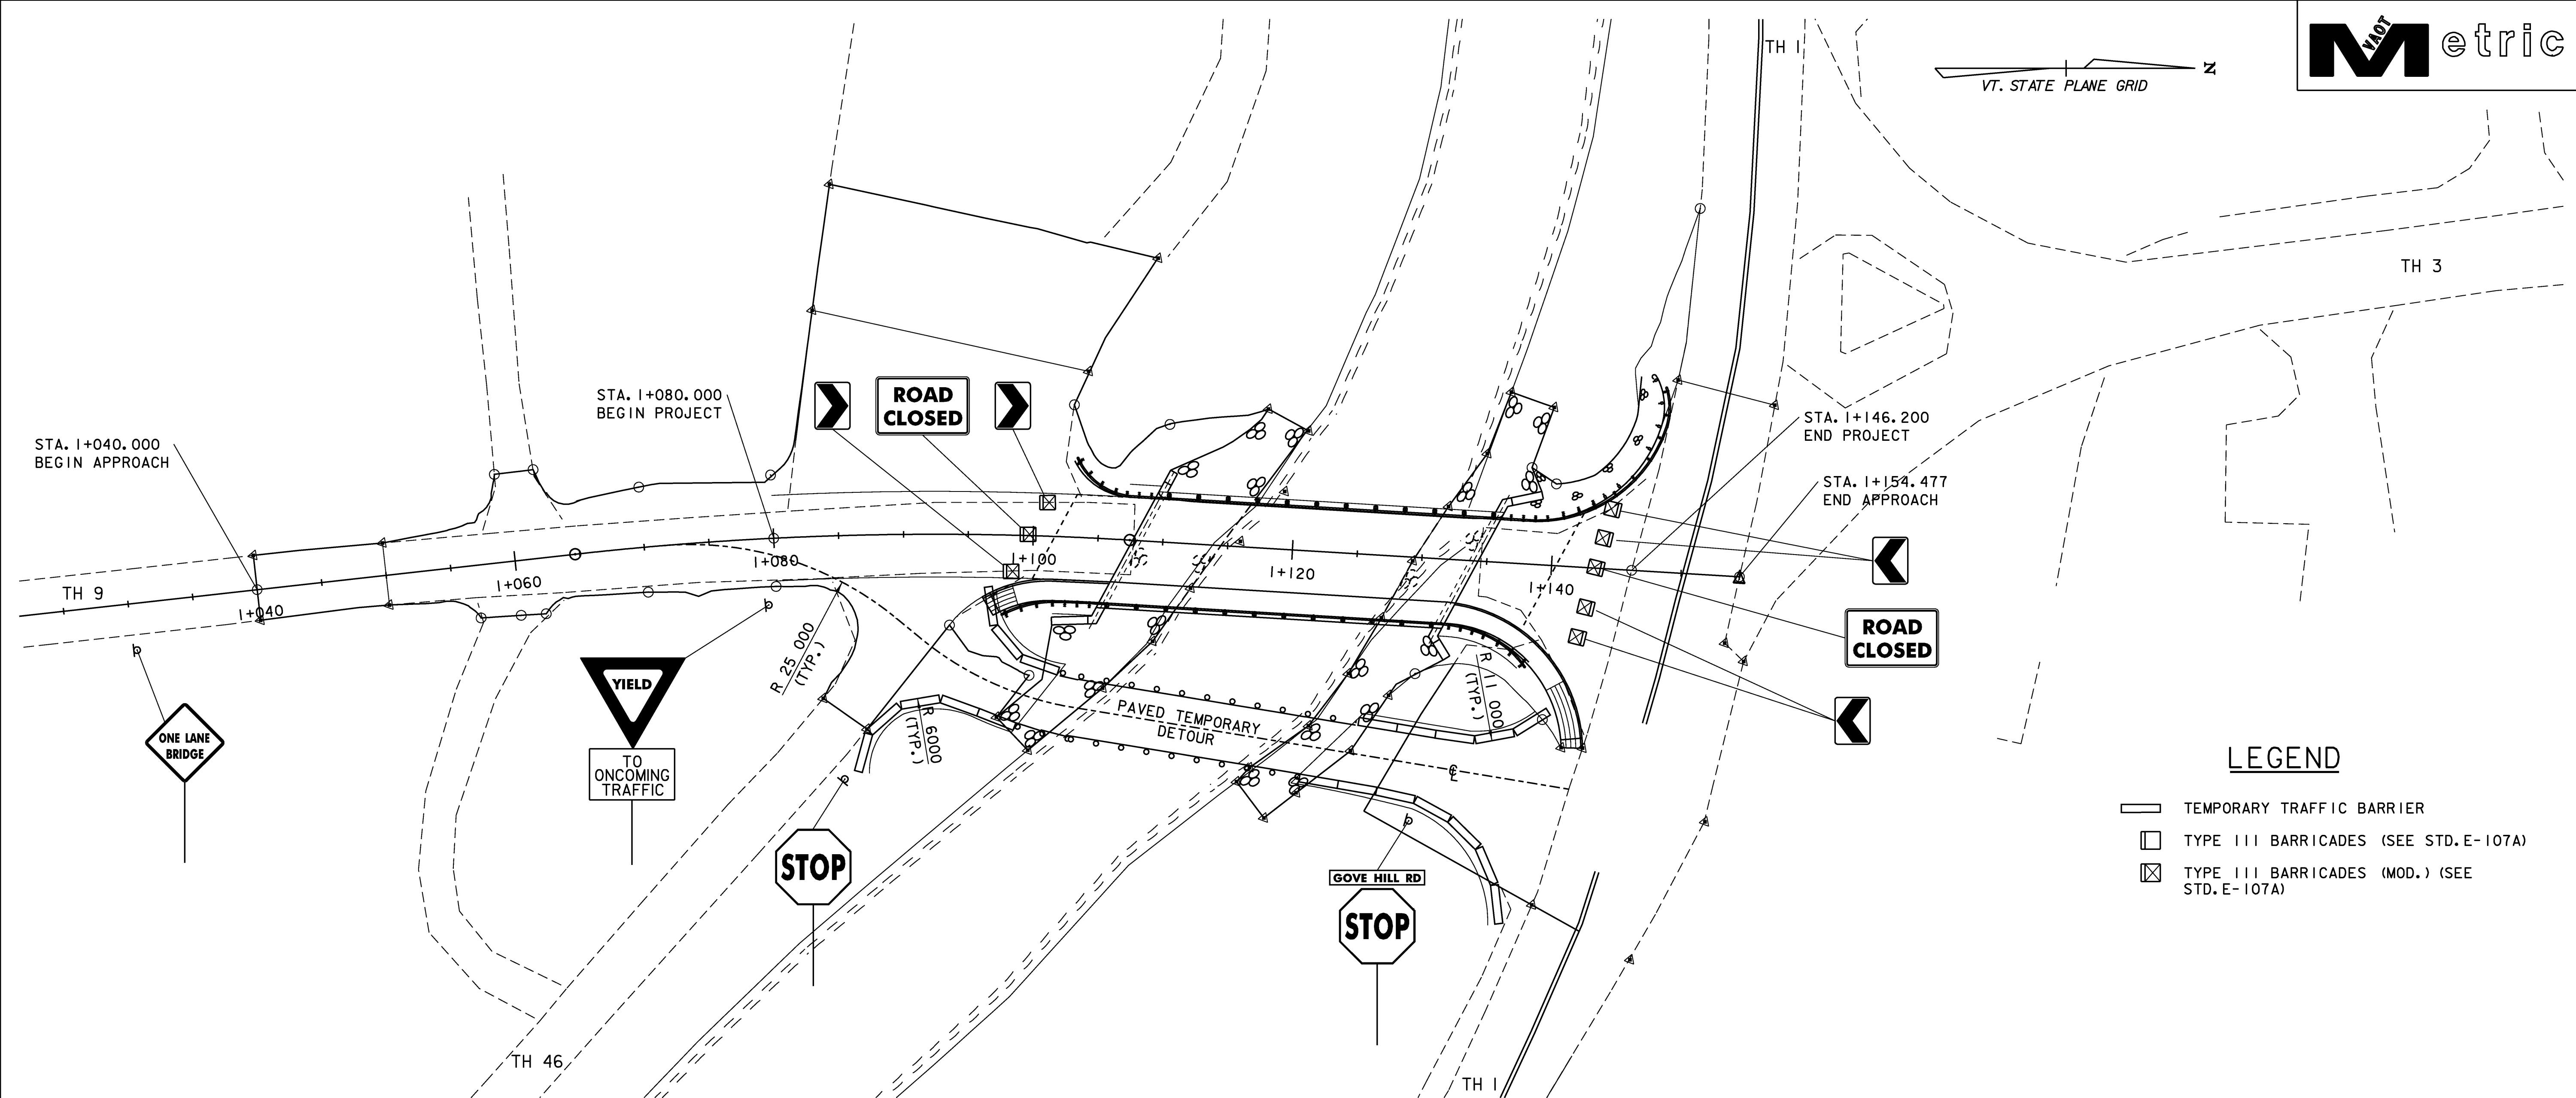 VAOT
Metric
N
VT. STATE PLANE GRID
TH 1
TH 3
STA. 1+080.000
BEGIN PROJECT
ROAD
CLOSED
STA. 1+146.200
END PROJECT
STA. 1+040.000
BEGIN APPROACH
STA. 1+154.477
END APPROACH
TH 9
1+040
1+060
1+080
1+100
1+120
1+140
ROAD
CLOSED
R 25 000
(TYP.)
R 6000
(TYP.)
R 11 000
(TYP.)
PAVED TEMPORARY
DETOUR
℄
ONE LANE
BRIDGE
YIELD
TO
ONCOMING
TRAFFIC
STOP
GOVE HILL RD
STOP
LEGEND
TEMPORARY TRAFFIC BARRIER
TYPE III BARRICADES (SEE STD.E-107A)
TYPE III BARRICADES (MOD.) (SEE
STD.E-107A)
TH 46
TH 1